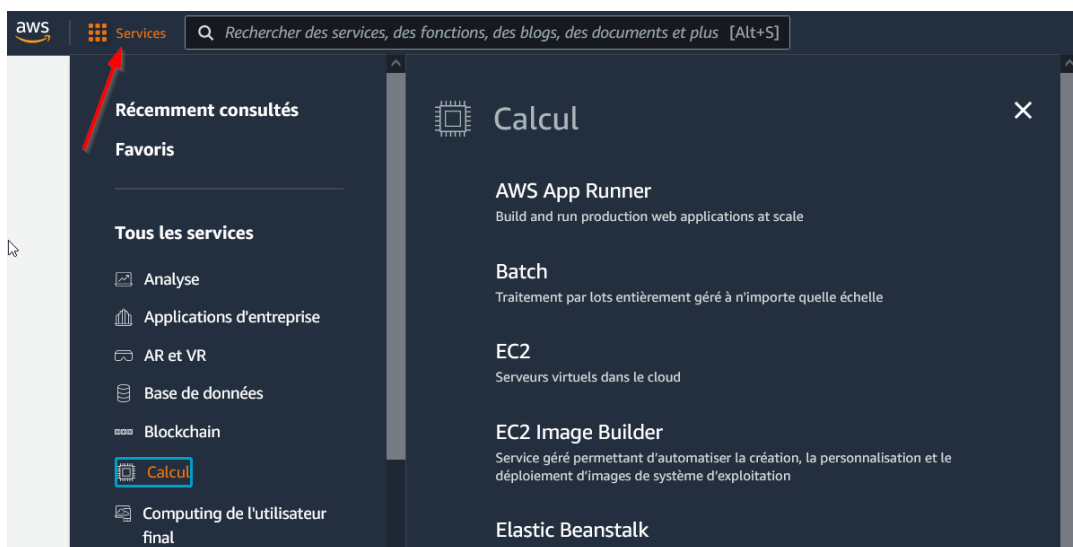 aws
Services
Rechercher des services, des fonctions, des blogs, des documents et plus [Alt+S]
Récemment consultés
Favoris
Tous les services
Analyse
Applications d'entreprise
AR et VR
Base de données
Blockchain
Calcul
Computing de l'utilisateur
final
Calcul
AWS App Runner
Build and run production web applications at scale
Batch
Traitement par lots entièrement géré à n'importe quelle échelle
EC2
Serveurs virtuels dans le cloud
EC2 Image Builder
Service géré permettant d'automatiser la création, la personnalisation et le
déploiement d'images de système d'exploitation
Elastic Beanstalk